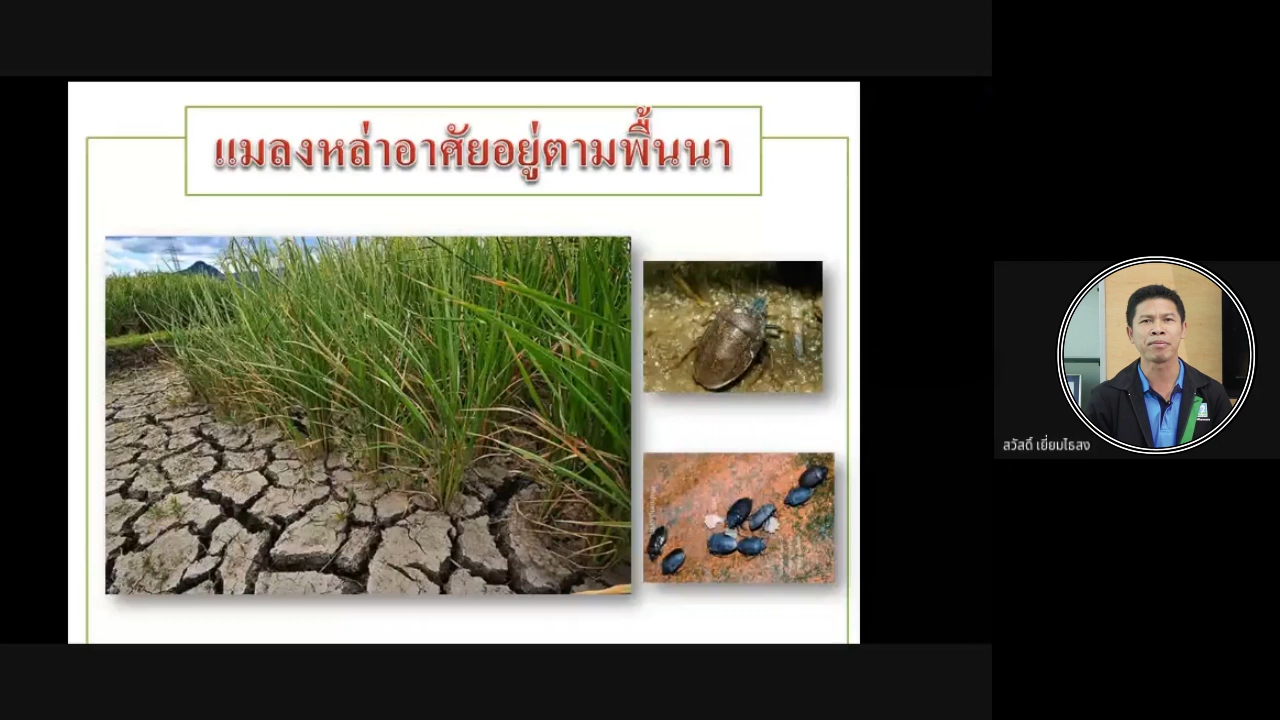 แมลงหล่าอาศัยอยู่ตามพื้นนา
สวัสดิ์ เยี่ยมไธสง